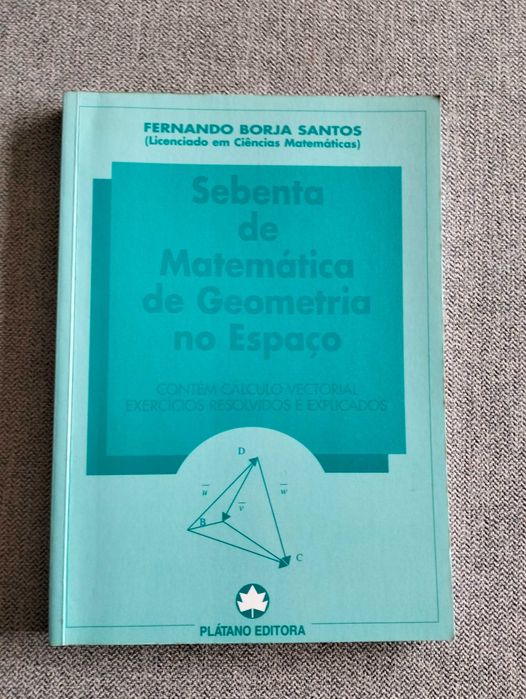 FERNANDO BORJA SANTOS
(Licenciado em Ciências Matemáticas)
Sebenta
de
Matemática
de Geometria
no Espaço
CONTÉM CÁLCULO VECTORIAL
EXERCÍCIOS RESOLVIDOS E EXPLICADOS
D
u
v
w
B
C
PLÁTANO EDITORA